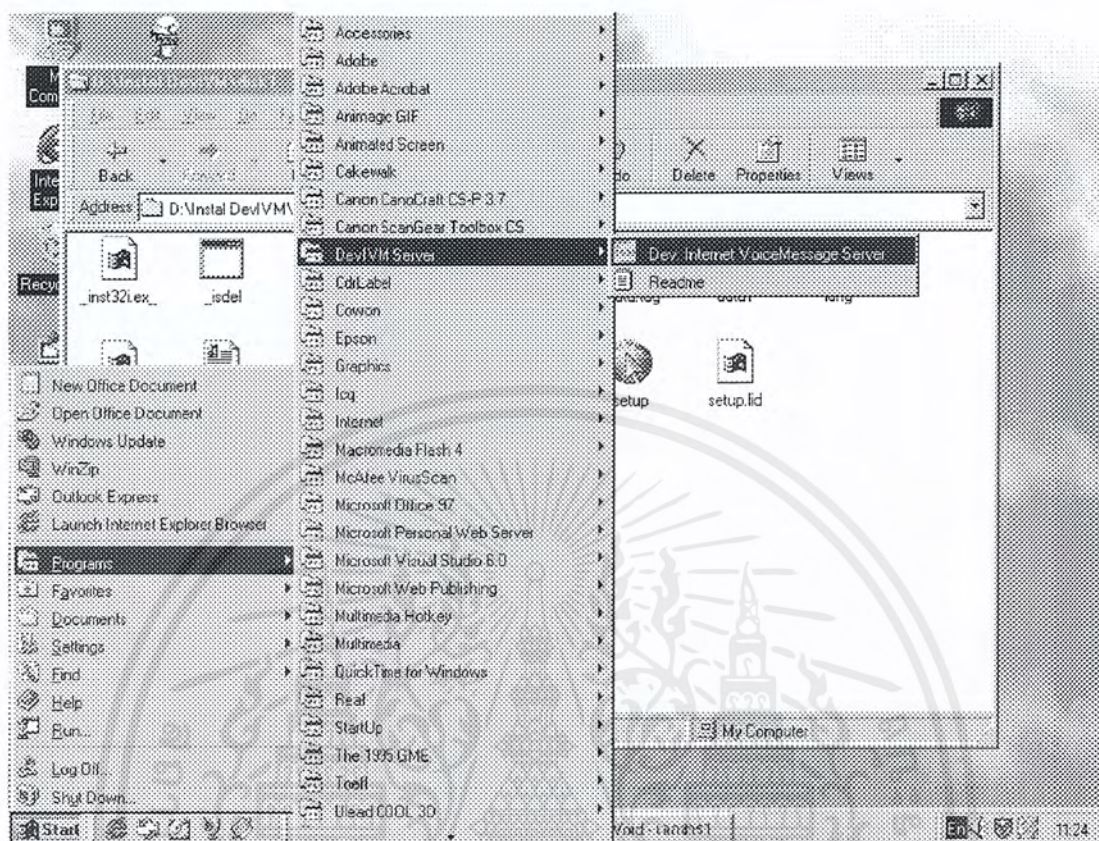 Accessories
Adobe
Adobe Acrobat
Animagic GIF
Animated Screen
Cakewalk
Canon CanoCraft CS-P 3.7
Canon ScanGear Toolbox CS
DevIVM Server
CdrLabel
Cowon
Epson
Graphics
Icq
Internet
Macromedia Flash 4
McAfee VirusScan
Microsoft Office 97
Microsoft Personal Web Server
Microsoft Visual Studio 6.0
Microsoft Web Publishing
Multimedia Hotkey
Multimedia
QuickTime for Windows
Real
StartUp
The 1995 GME
Toefl
Ulead COOL 3D
Dev. Internet VoiceMessage Server
Readme
Back
Delete
Properties
Views
Address
D:\Instal DevIVM\
_inst32i.ex_
_isdel
setup
setup.lid
My Computer
New Office Document
Open Office Document
Windows Update
WinZip
Outlook Express
Launch Internet Explorer Browser
Programs
Favorites
Documents
Settings
Find
Help
Run...
Log Off...
Shut Down...
Start
En
11:24